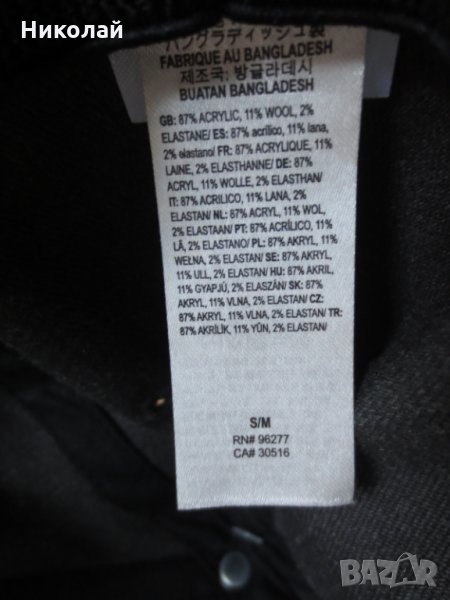 Николай
バングラディッシュ製
FABRIQUE AU BANGLADESH
제조국: 방글라데시
BUATAN BANGLADESH
GB: 87% ACRYLIC, 11% WOOL, 2%
ELASTANE/ ES: 87% acrílico, 11% lana,
2% elastano/ FR: 87% ACRYLIQUE, 11%
LAINE, 2% ELASTHANNE/ DE: 87%
ACRYL, 11% WOLLE, 2% ELASTHAN/
IT: 87% ACRILICO, 11% LANA, 2%
ELASTAN/ NL: 87% ACRYL, 11% WOL,
2% ELASTAAN/ PT: 87% ACRÍLICO, 11%
LÃ, 2% ELASTANO/ PL: 87% AKRYL, 11%
WEŁNA, 2% ELASTAN/ SE: 87% AKRYL,
11% ULL, 2% ELASTAN/ HU: 87% AKRIL,
11% GYAPJÚ, 2% ELASZÁN/ SK: 87%
AKRYL, 11% VLNA, 2% ELASTAN/ CZ:
87% AKRYL, 11% VLNA, 2% ELASTAN/ TR:
87% AKRİLİK, 11% YÜN, 2% ELASTAN/
S/M
RN# 96277
CA# 30516
BAZAR